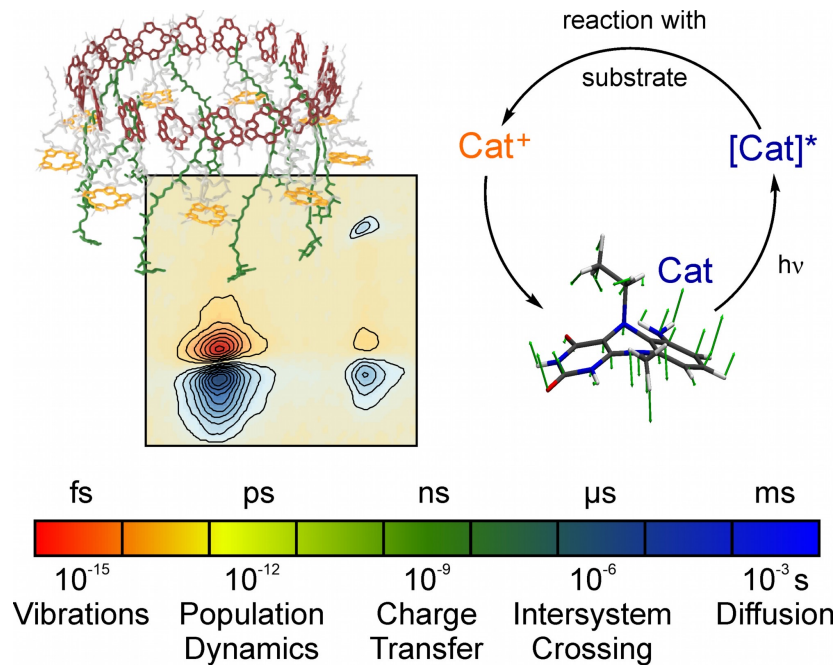 reaction with
substrate
Cat⁺
[Cat]*
Cat
hν
fs ps ns µs ms
10⁻¹⁵ 10⁻¹² 10⁻⁹ 10⁻⁶ 10⁻³ s
Vibrations Population Charge Intersystem Diffusion
Dynamics Transfer Crossing